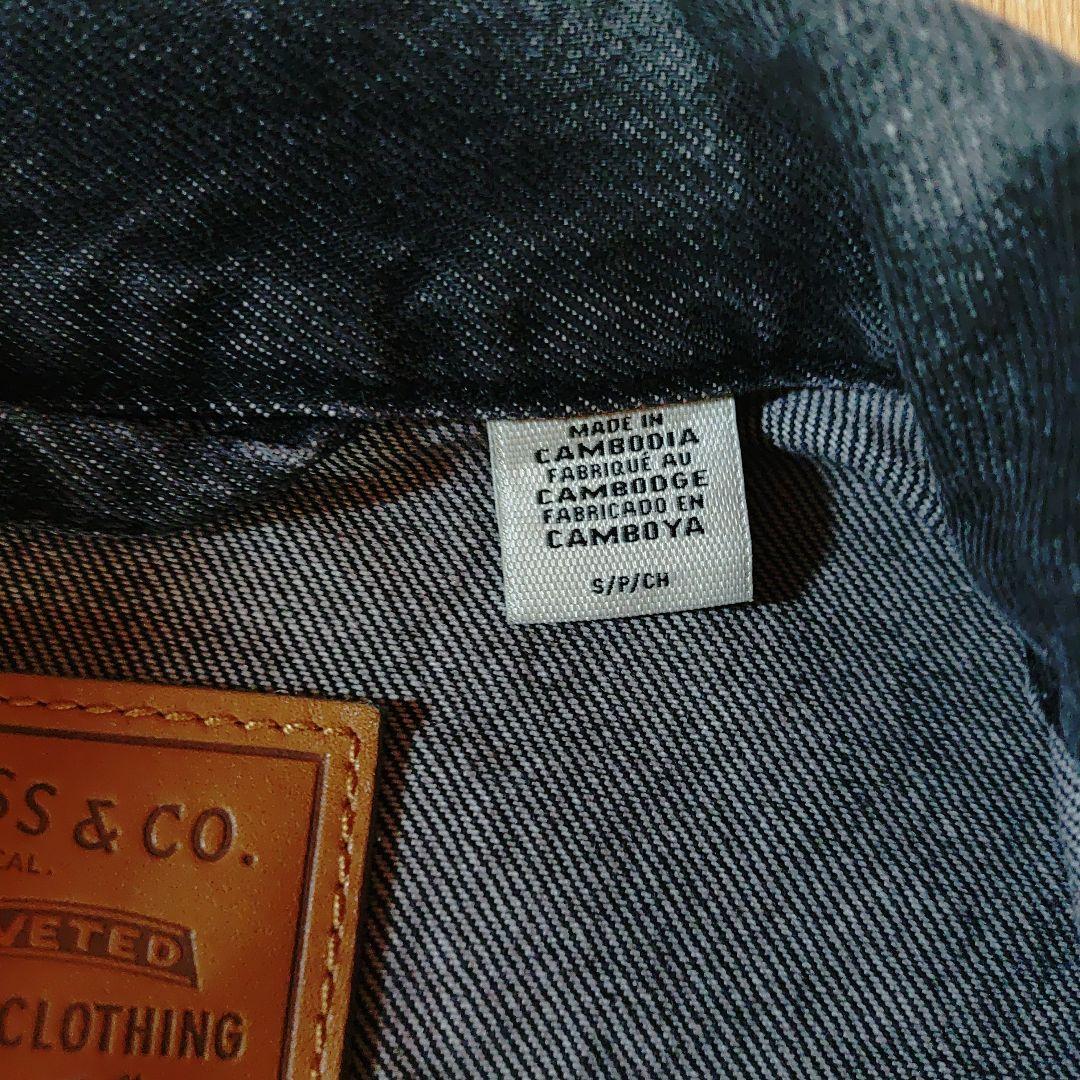 MADE IN
CAMBODIA
FABRIQUÉ AU
CAMBODGE
FABRICADO EN
CAMBOYA
S/P/CH
SS & CO.
CAL.
VETED
CLOTHING